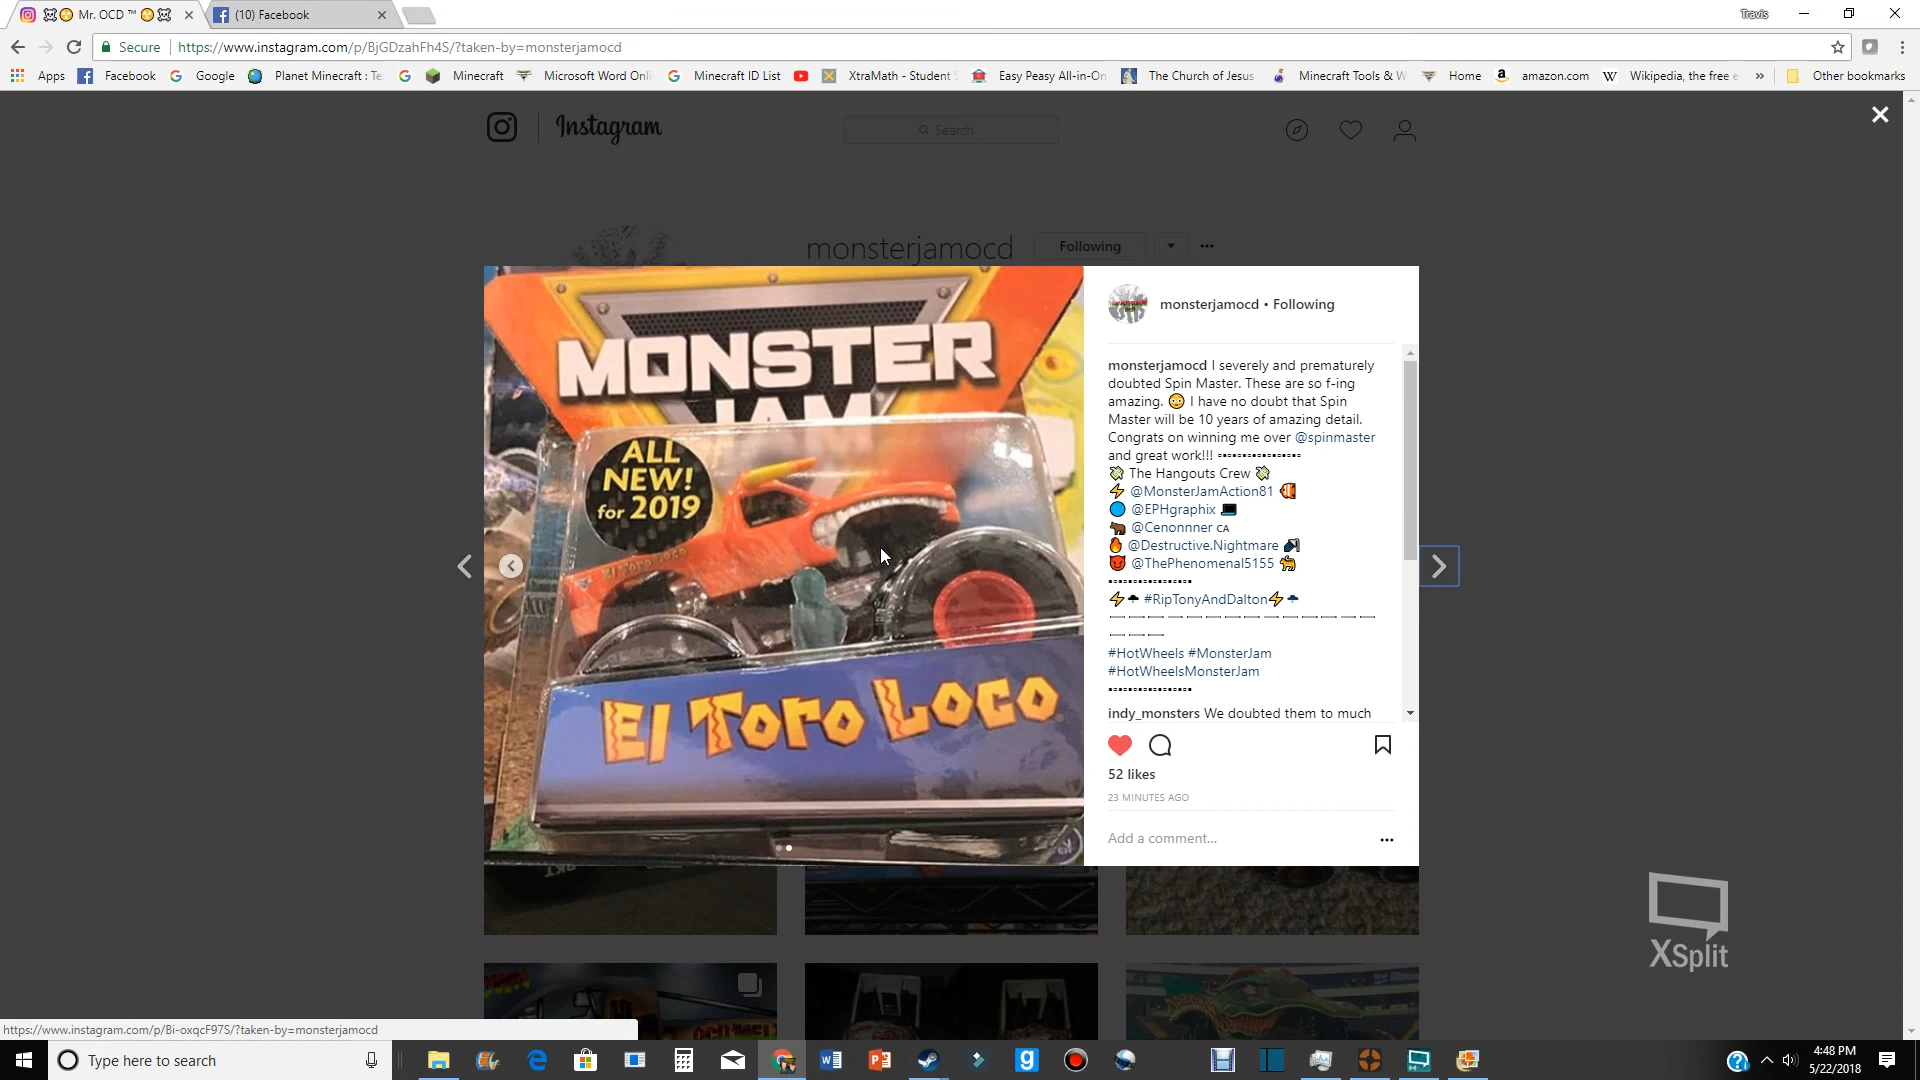 Mr. OCD ™
(10) Facebook
Travis
Secure
https://www.instagram.com/p/BjGDzahFh4S/?taken-by=monsterjamocd
Apps
Facebook
Google
Planet Minecraft : Te
Minecraft
Microsoft Word Onli
Minecraft ID List
XtraMath - Student S
Easy Peasy All-in-On
The Church of Jesus
Minecraft Tools & W
Home
amazon.com
Wikipedia, the free e
»
Other bookmarks
Instagram
Search
monsterjamocd
Following
monsterjamocd • Following
MONSTER
JAM
ALL
NEW!
for 2019
El Toro Loco
El Toro Loco
monsterjamocd I severely and prematurely
doubted Spin Master. These are so f-ing
amazing. 😳 I have no doubt that Spin
Master will be 10 years of amazing detail.
Congrats on winning me over @spinmaster
and great work!!!
The Hangouts Crew
⚡ @MonsterJamAction81
@EPHgraphix
@Cenonnner CA
@Destructive.Nightmare
@ThePhenomenal5155
#RipTonyAndDalton
#HotWheels #MonsterJam
#HotWheelsMonsterJam
indy_monsters We doubted them to much
52 likes
23 MINUTES AGO
Add a comment...
XSplit
https://www.instagram.com/p/Bi-oxqcF97S/?taken-by=monsterjamocd
Type here to search
4:48 PM
5/22/2018